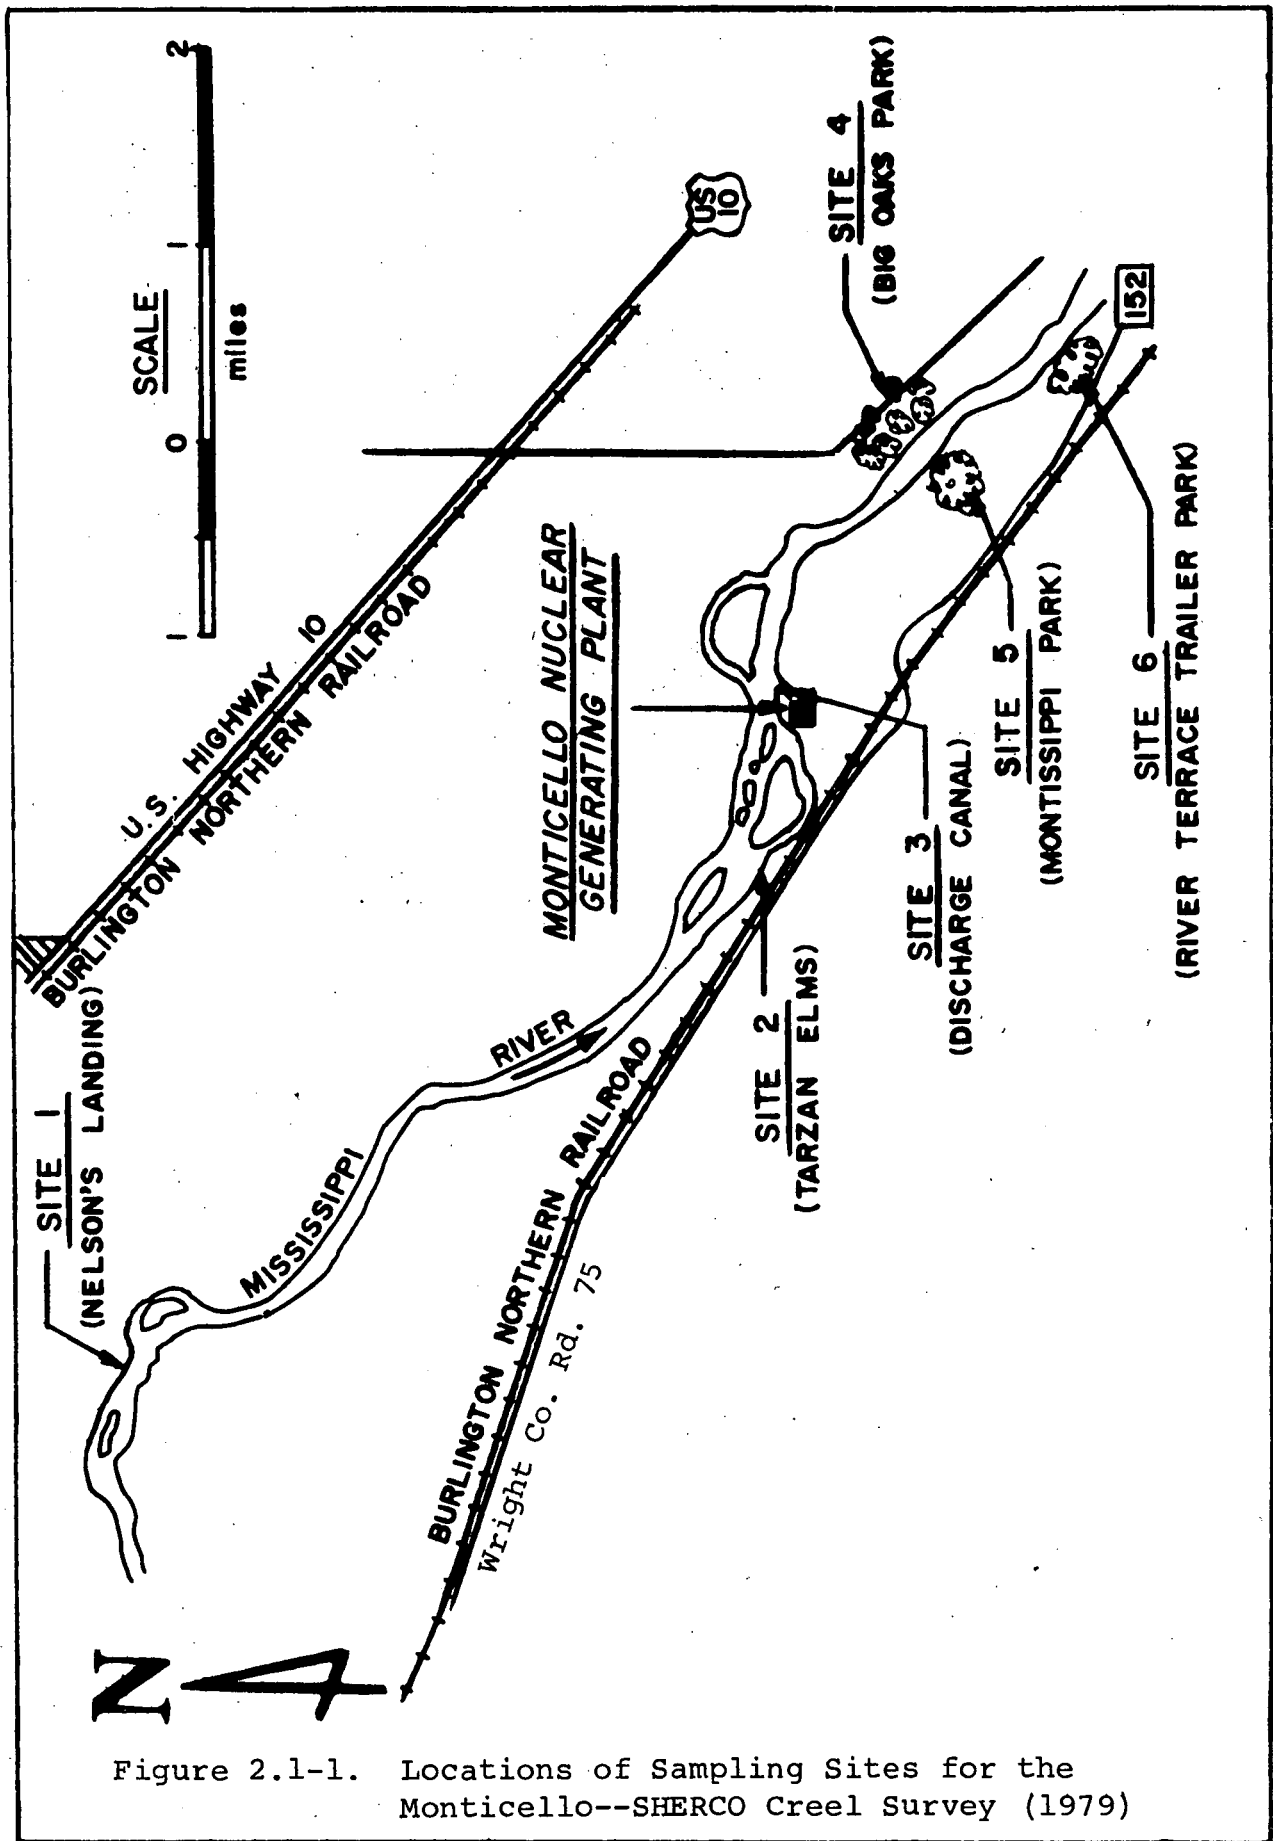 SITE 1
(NELSON'S LANDING)
U.S. HIGHWAY 10
BURLINGTON NORTHERN RAILROAD
SCALE
1 0 1 2
miles
US
10
MISSISSIPPI RIVER
MONTICELLO NUCLEAR
GENERATING PLANT
SITE 4
(BIG OAKS PARK)
152
BURLINGTON NORTHERN RAILROAD
Wright Co. Rd. 75
SITE 2
(TARZAN ELMS)
SITE 3
(DISCHARGE CANAL)
SITE 5
(MONTISSIPPI PARK)
SITE 6
(RIVER TERRACE TRAILER PARK)
N
Figure 2.1-1. Locations of Sampling Sites for the
Monticello--SHERCO Creel Survey (1979)